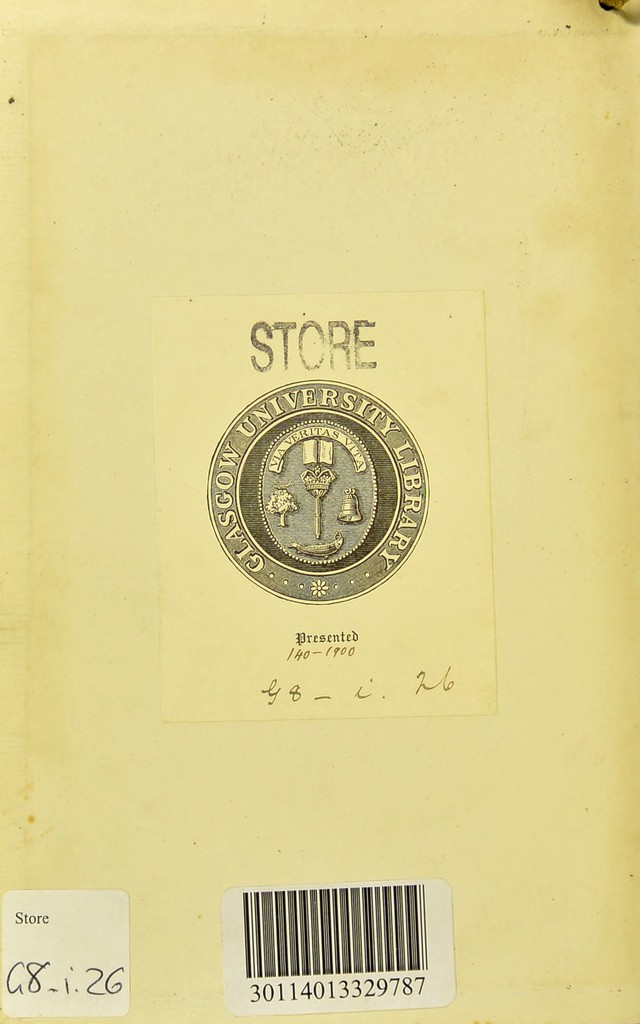 STORE
GLASGOW UNIVERSITY LIBRARY
VIA VERITAS VITA
Presented
140-1900
G8 - i. 26
Store
G8-i.26
30114013329787